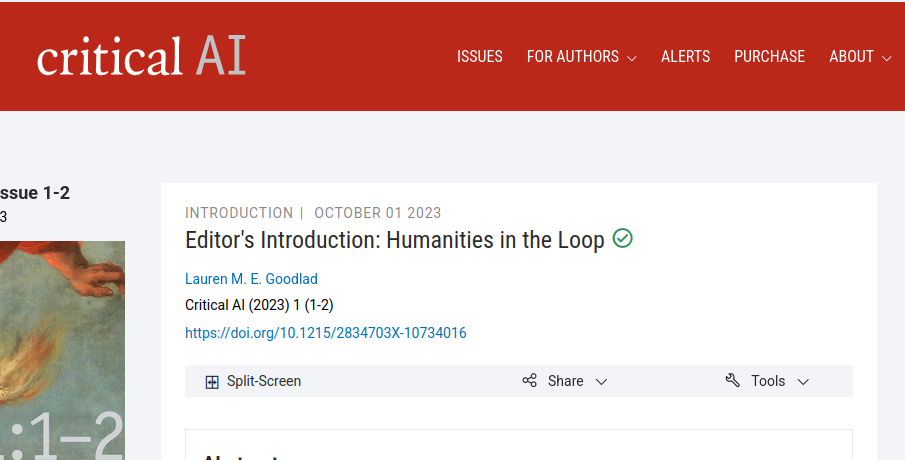 critical AI
ISSUES FOR AUTHORS ALERTS PURCHASE ABOUT
ssue 1-2
3
:1–2
INTRODUCTION | OCTOBER 01 2023
Editor's Introduction: Humanities in the Loop
Lauren M. E. Goodlad
Critical AI (2023) 1 (1-2)
https://doi.org/10.1215/2834703X-10734016
Split-Screen Share Tools